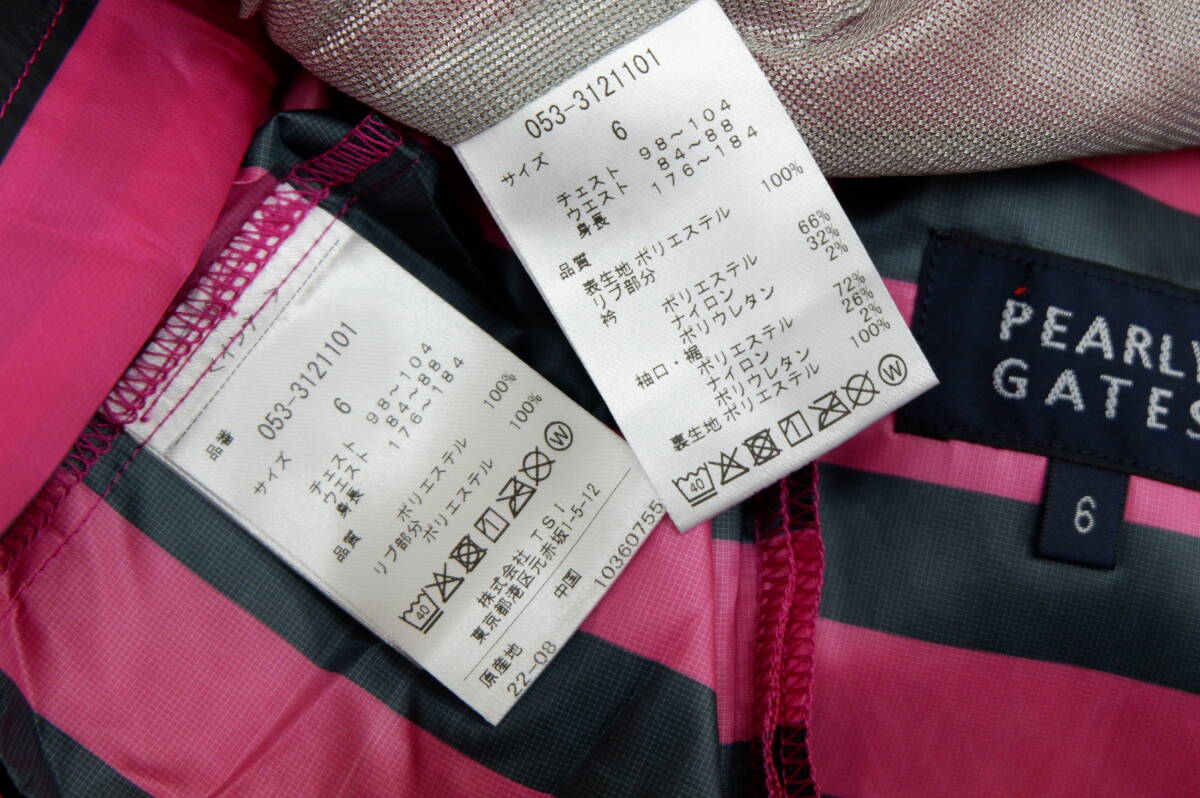 053-3121101
サイズ 6
チェスト 98～104
ウエスト 84～88
身長 176～184
品質
表生地 ポリエステル 100%
リブ部分
衿 ポリエステル 66%
ナイロン 32%
ポリウレタン 2%
袖口・裾 ポリエステル 72%
ナイロン 26%
ポリウレタン 2%
裏生地 ポリエステル 100%
40 1 W
品番 053-3121101
サイズ 6
チェスト 98～104
ウエスト 84～88
身長 176～184
品質 ポリエステル 100%
リブ部分
ポリエステル 100%
40 1 W
株式会社 TSI
東京都港区元赤坂1-5-12
原産地 中国
22-08 10360755
PEARLY
GATES
6